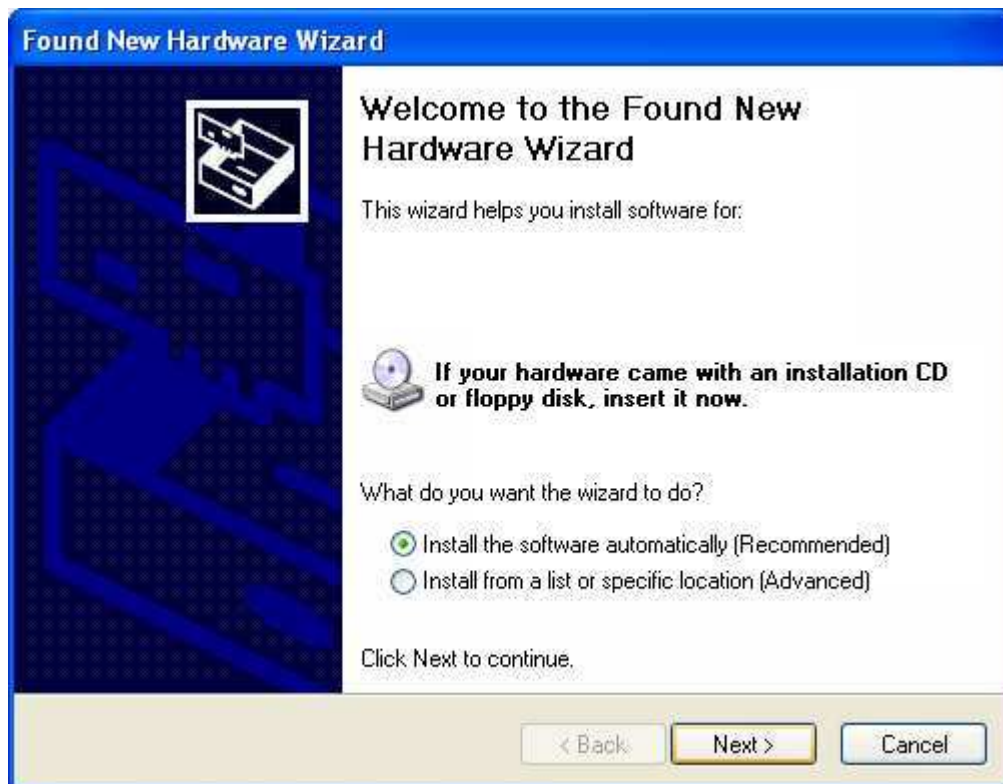 Found New Hardware Wizard
Welcome to the Found New
Hardware Wizard
This wizard helps you install software for:
If your hardware came with an installation CD
or floppy disk, insert it now.
What do you want the wizard to do?
Install the software automatically (Recommended)
Install from a list or specific location (Advanced)
Click Next to continue.
< Back
Next >
Cancel